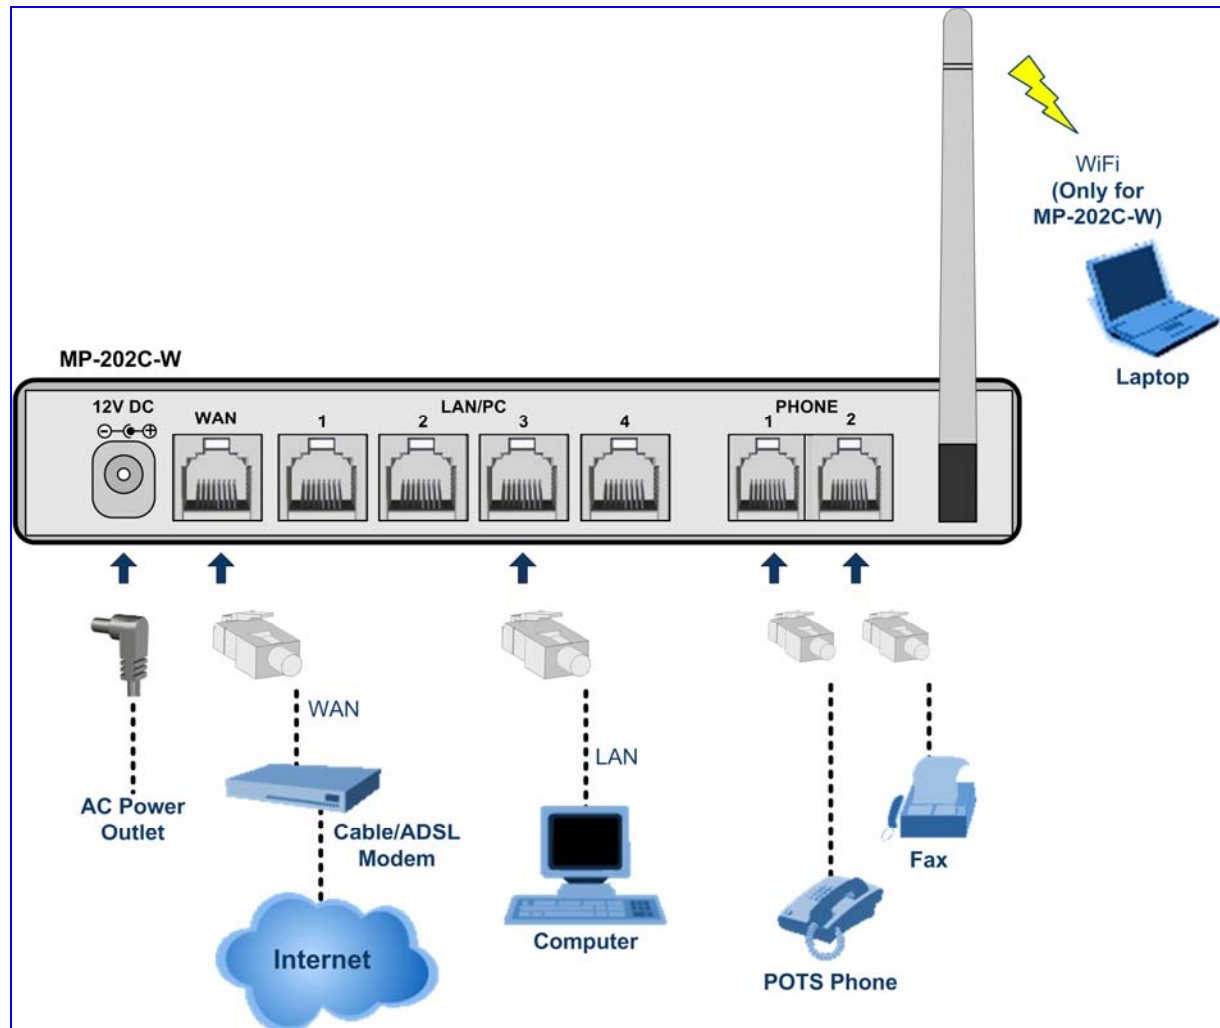 WiFi
(Only for
MP-202C-W)
Laptop
MP-202C-W
12V DC
WAN
LAN/PC
PHONE
1
2
3
4
1
2
WAN
LAN
AC Power
Outlet
Cable/ADSL
Modem
Internet
Computer
Fax
POTS Phone